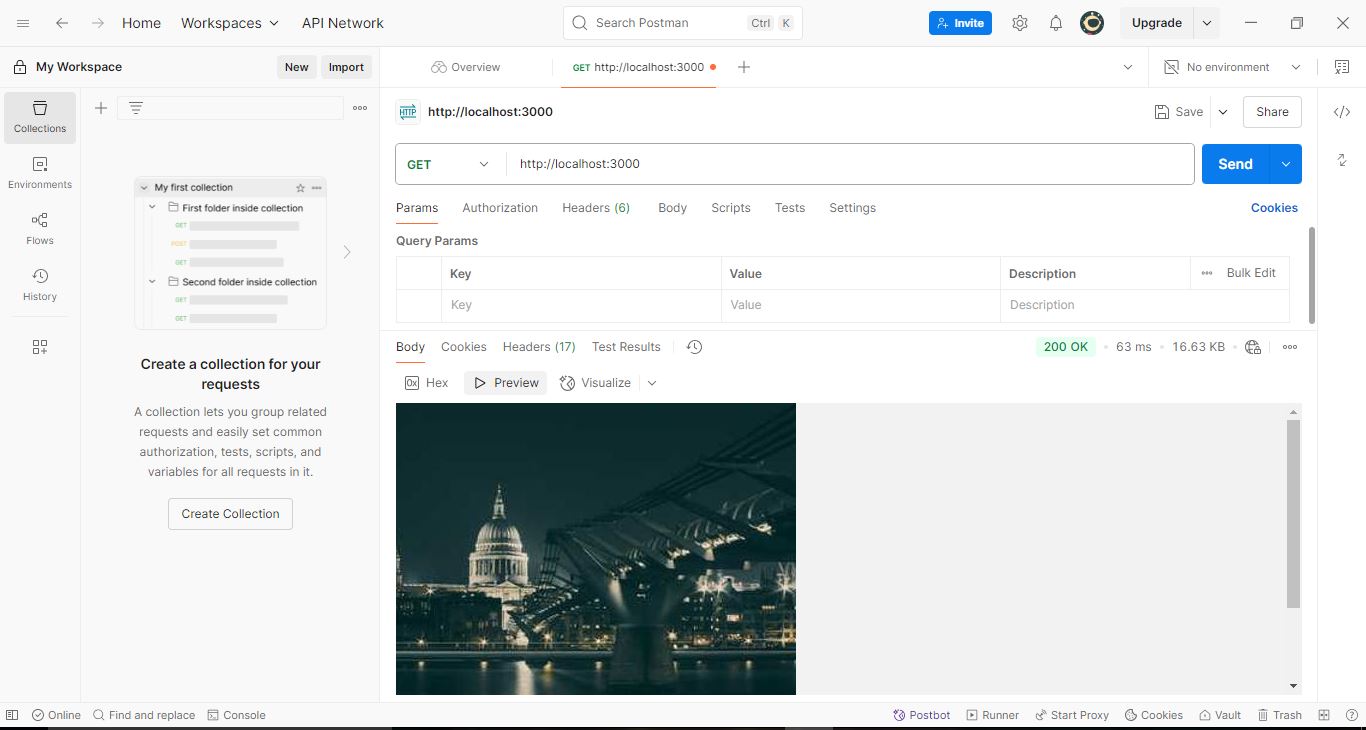 Home Workspaces API Network Search Postman Ctrl K Invite Upgrade
My Workspace New Import Overview GET http://localhost:3000 No environment
Collections
Environments
Flows
History
My first collection
First folder inside collection
GET
POST
GET
Second folder inside collection
GET
GET
Create a collection for your
requests
A collection lets you group related
requests and easily set common
authorization, tests, scripts, and
variables for all requests in it.
Create Collection
HTTP http://localhost:3000 Save Share
GET http://localhost:3000 Send
Params Authorization Headers (6) Body Scripts Tests Settings Cookies
Query Params
Key Value Description Bulk Edit
Key Value Description
Body Cookies Headers (17) Test Results 200 OK 63 ms 16.63 KB
0x Hex Preview Visualize
Online Find and replace Console Postbot Runner Start Proxy Cookies Vault Trash